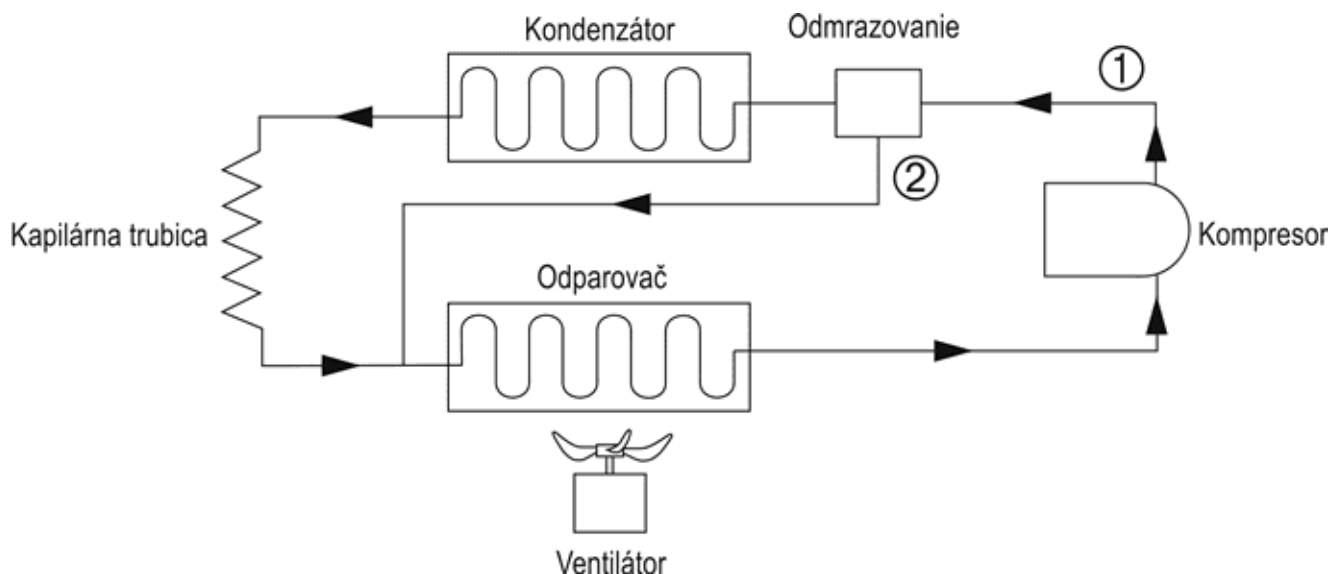 Kondenzátor
Odmrazovanie
①
②
Kapilárna trubica
Kompresor
Odparovač
Ventilátor